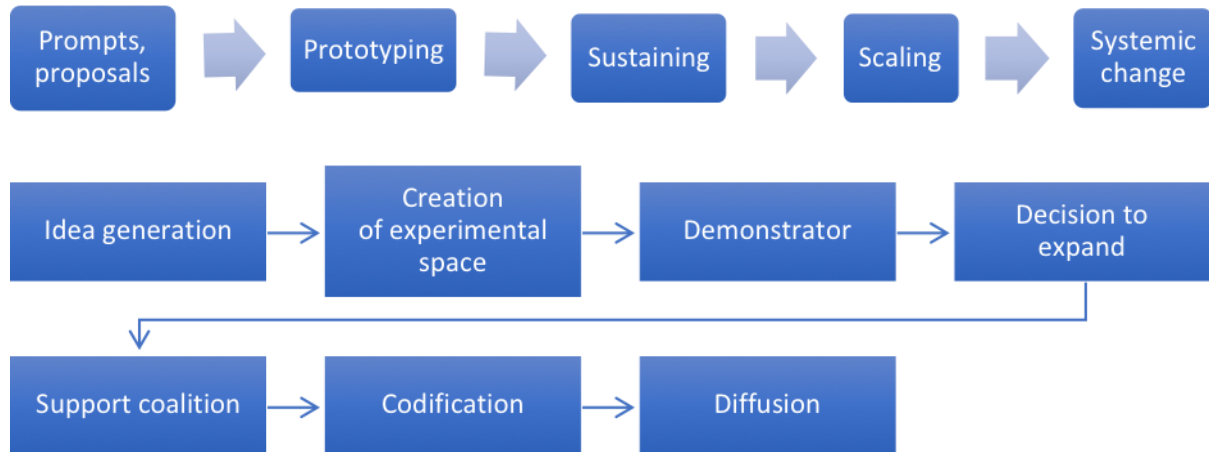 Prompts,
proposals
Prototyping
Sustaining
Scaling
Systemic
change
Idea generation
Creation
of experimental
space
Demonstrator
Decision to
expand
Support coalition
Codification
Diffusion